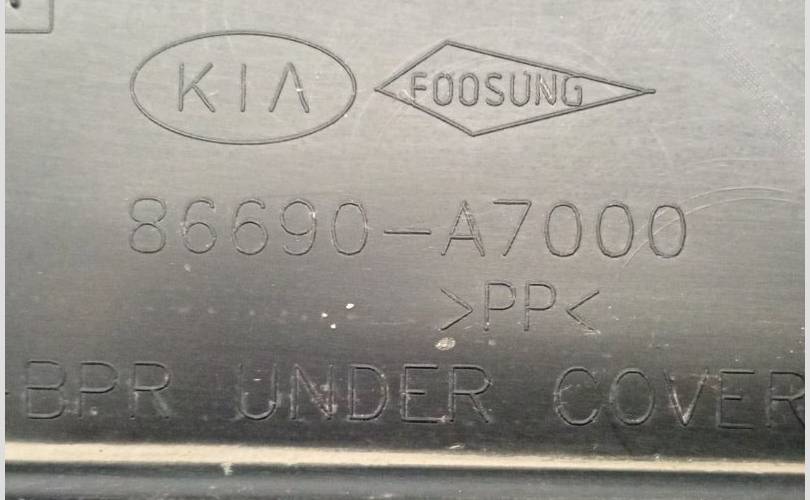 KIA FOOSUNG
86690-A7000
>PP<
-BPR UNDER COVER